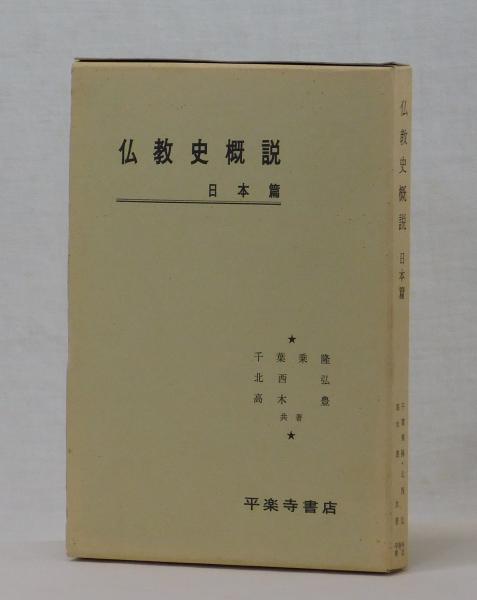 仏教史概説
日本篇
★
千葉乗隆
北西弘
高木豊
共著
★
平楽寺書店
仏教史概説 日本篇